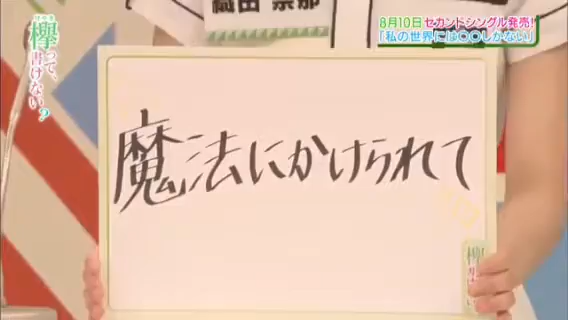 欅って、
書けない?
織田奈那
8月10日セカンドシングル発売!
「私の世界には〇〇しかない」
魔法にかけられて